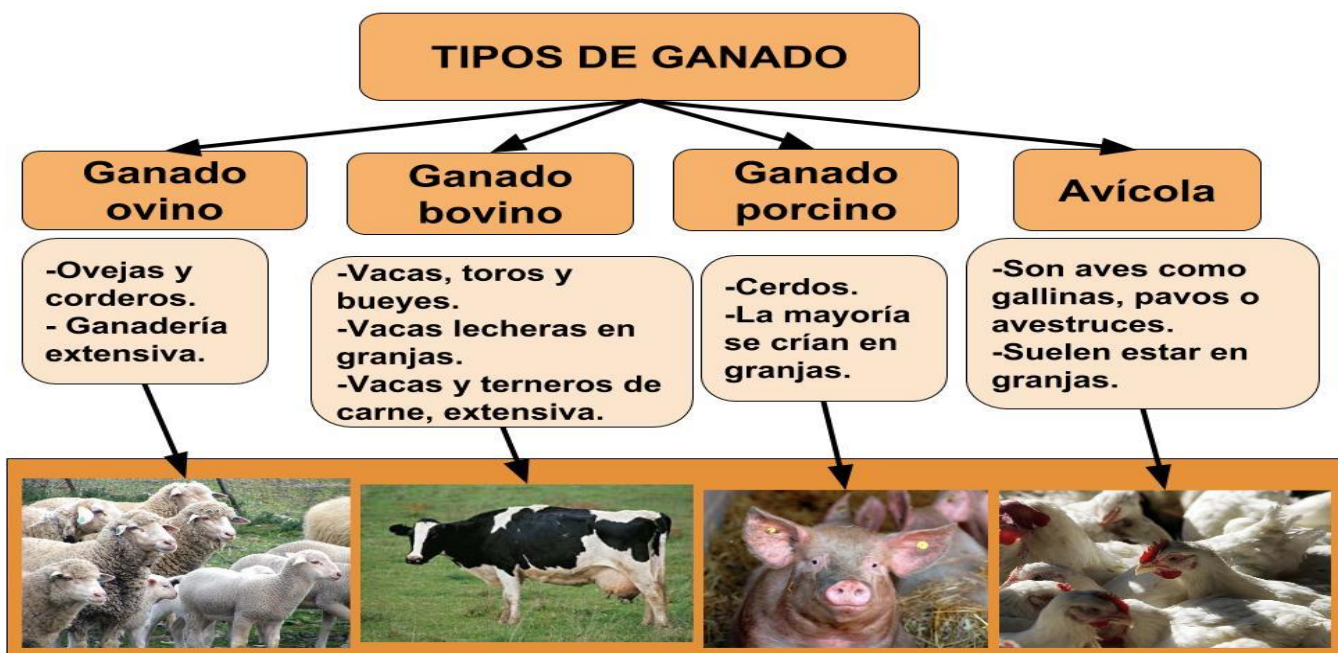 TIPOS DE GANADO
Ganado
ovino
Ganado
bovino
Ganado
porcino
Avícola
-Ovejas y
corderos.
- Ganadería
extensiva.
-Vacas, toros y
bueyes.
-Vacas lecheras en
granjas.
-Vacas y terneros de
carne, extensiva.
-Cerdos.
-La mayoría
se crían en
granjas.
-Son aves como
gallinas, pavos o
avestruces.
-Suelen estar en
granjas.